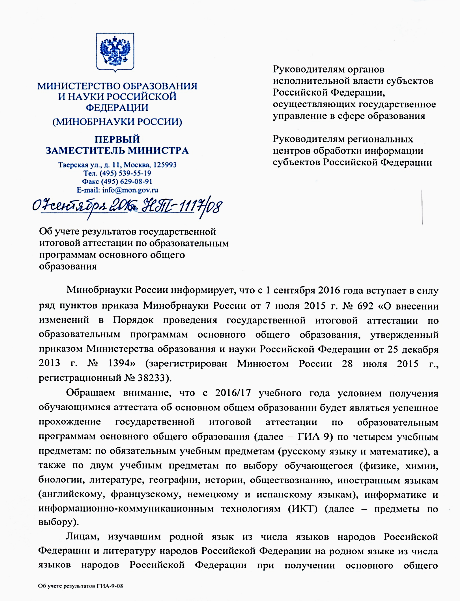 МИНИСТЕРСТВО ОБРАЗОВАНИЯ
И НАУКИ РОССИЙСКОЙ
ФЕДЕРАЦИИ
(МИНОБРНАУКИ РОССИИ)
ПЕРВЫЙ
ЗАМЕСТИТЕЛЬ МИНИСТРА
Тверская ул., д. 11, Москва, 125993
Тел. (495) 539-55-19
Факс (495) 629-08-91
E-mail: info@mon.gov.ru
07 сентября 2016 НТ-1117/08
Руководителям органов
исполнительной власти субъектов
Российской Федерации,
осуществляющих государственное
управление в сфере образования
Руководителям региональных
центров обработки информации
субъектов Российской Федерации
Об учете результатов государственной
итоговой аттестации по образовательным
программам основного общего
образования
Минобрнауки России информирует, что с 1 сентября 2016 года вступает в силу
ряд пунктов приказа Минобрнауки России от 7 июля 2015 г. № 692 «О внесении
изменений в Порядок проведения государственной итоговой аттестации по
образовательным программам основного общего образования, утвержденный
приказом Министерства образования и науки Российской Федерации от 25 декабря
2013 г. № 1394» (зарегистрирован Минюстом России 28 июля 2015 г.,
регистрационный № 38233).
Обращаем внимание, что с 2016/17 учебного года условием получения
обучающимися аттестата об основном общем образовании будет являться успешное
прохождение государственной итоговой аттестации по образовательным
программам основного общего образования (далее – ГИА 9) по четырем учебным
предметам: по обязательным учебным предметам (русскому языку и математике), а
также по двум учебным предметам по выбору обучающегося (физике, химии,
биологии, литературе, географии, истории, обществознанию, иностранным языкам
(английскому, французскому, немецкому и испанскому языкам), информатике и
информационно-коммуникационным технологиям (ИКТ) (далее – предметы по
выбору).
Лицам, изучавшим родной язык из числа языков народов Российской
Федерации и литературу народов Российской Федерации на родном языке из числа
языков народов Российской Федерации при получении основного общего
Об учете результатов ГИА-9-08